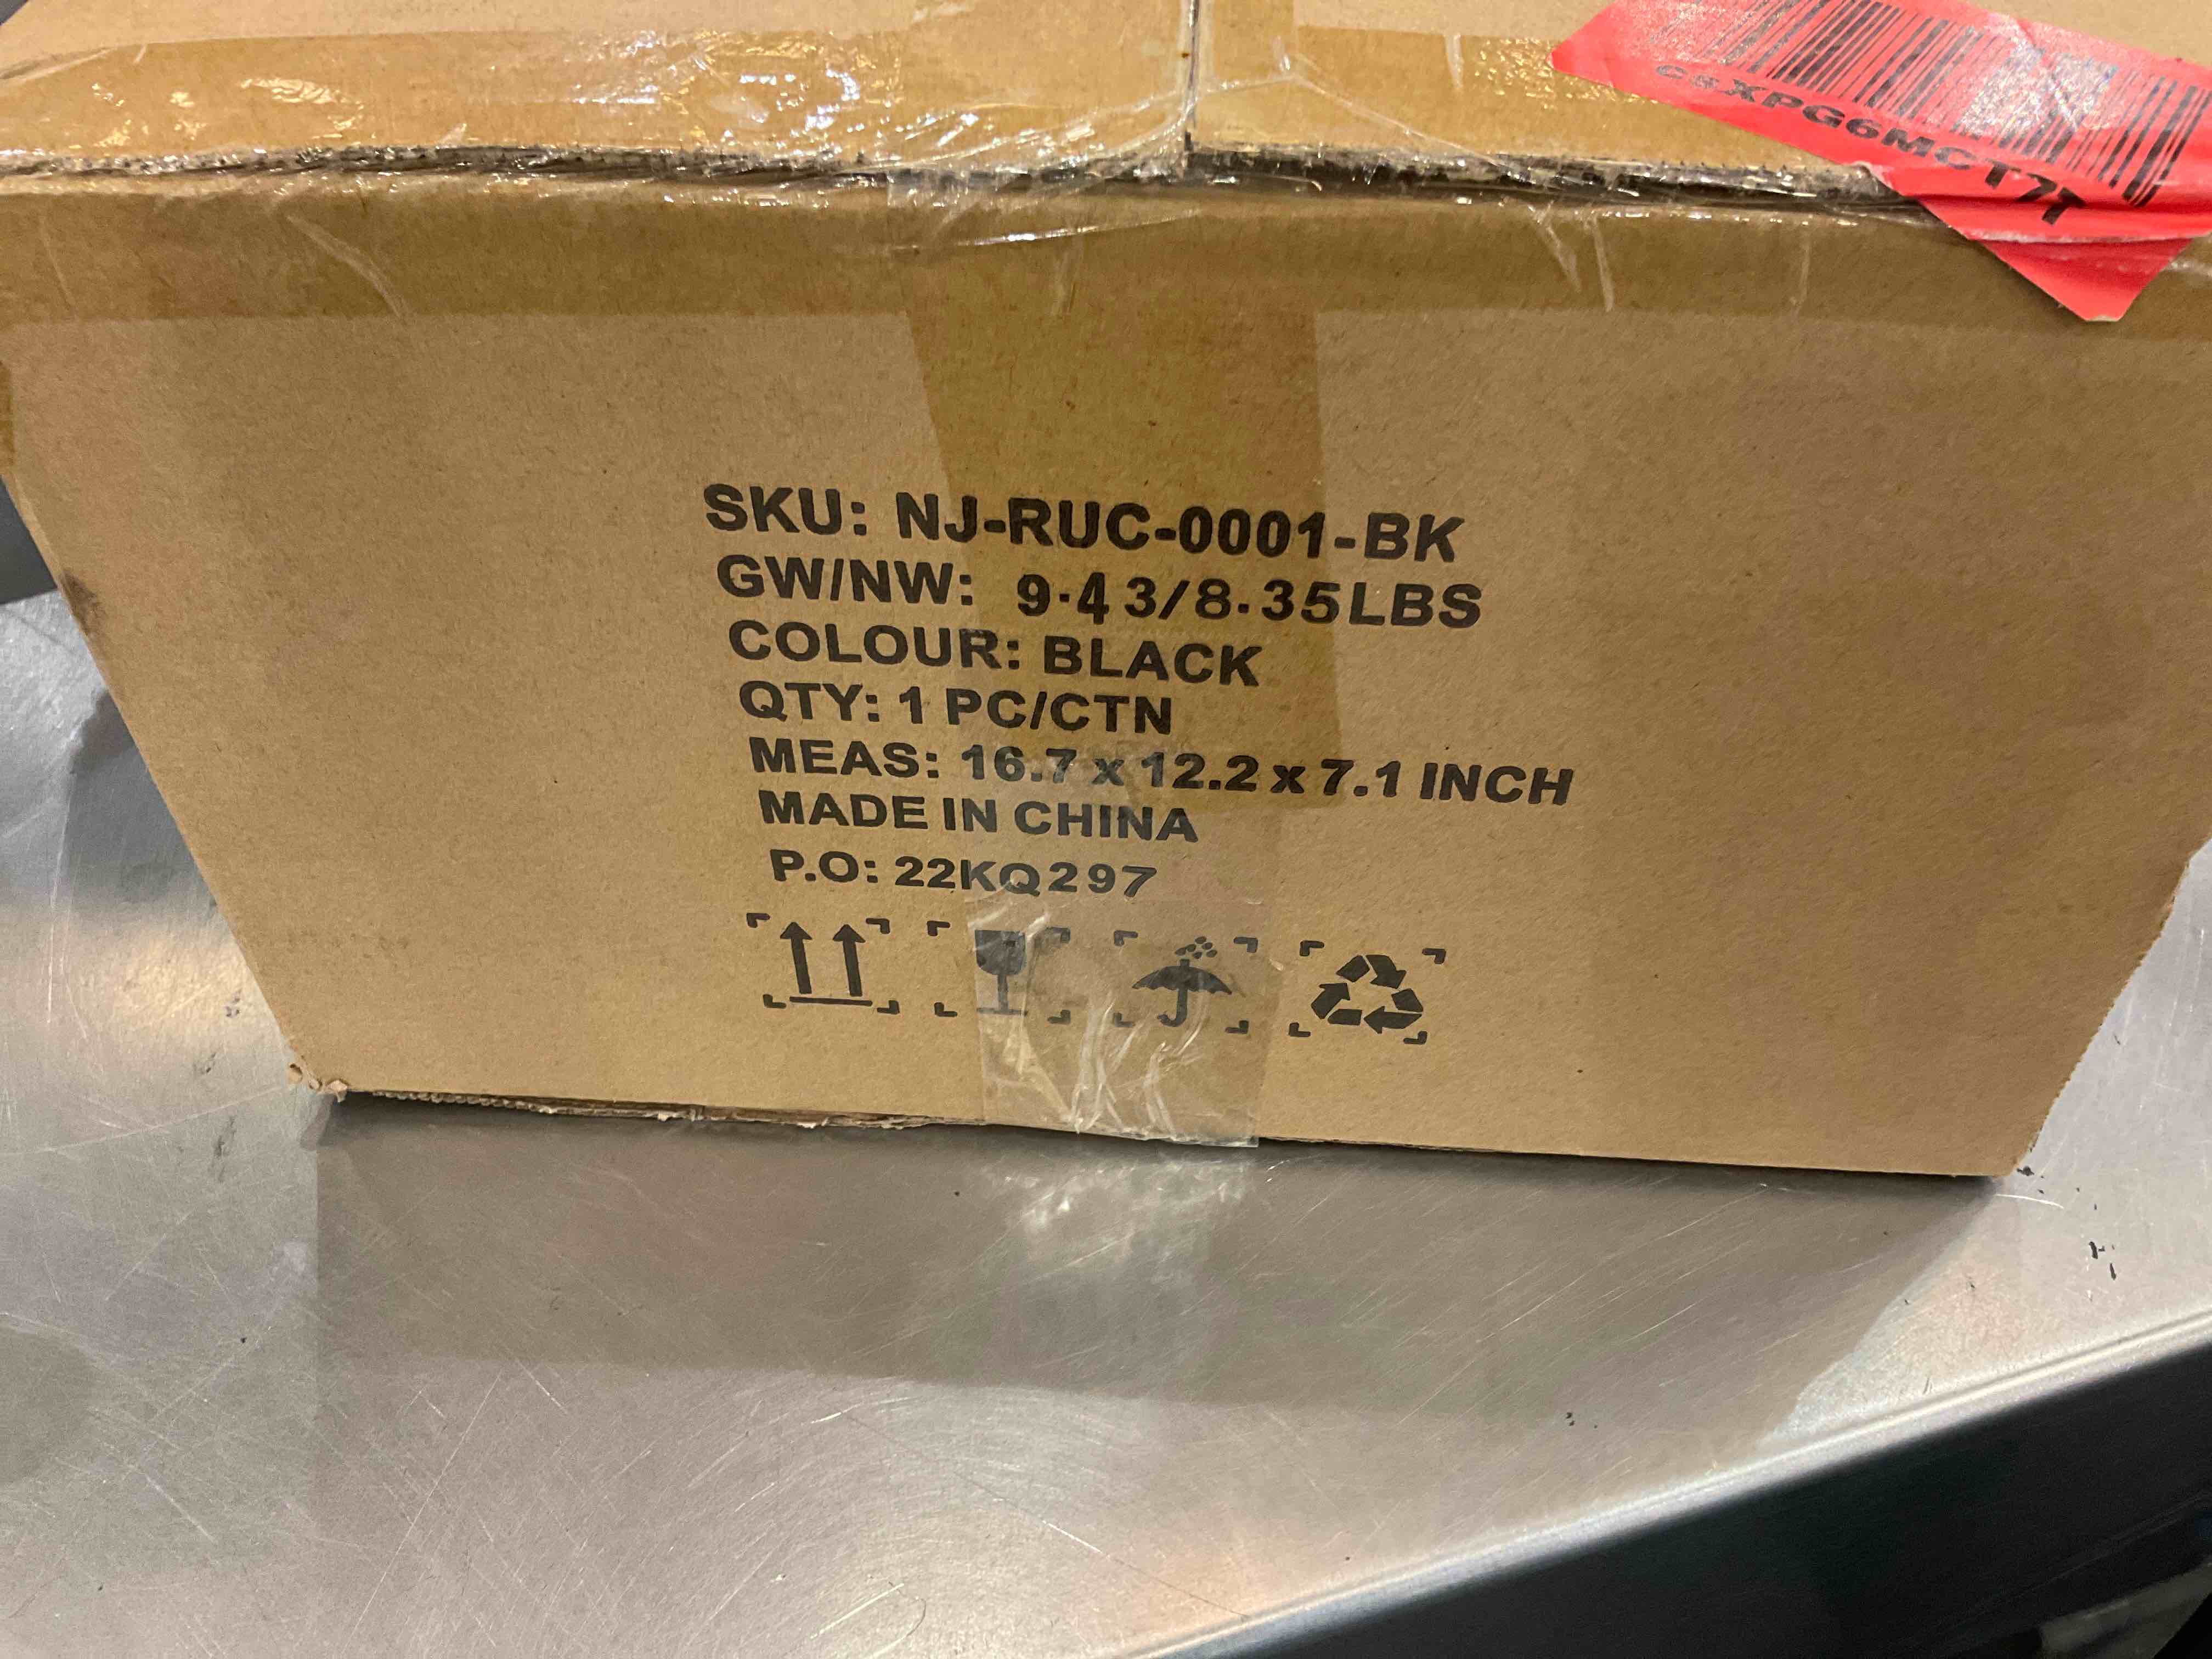 csXPG6MCT7T
SKU: NJ-RUC-0001-BK
GW/NW: 9.43/8.35LBS
COLOUR: BLACK
QTY: 1 PC/CTN
MEAS: 16.7 x 12.2 x 7.1 INCH
MADE IN CHINA
P.O: 22KQ297